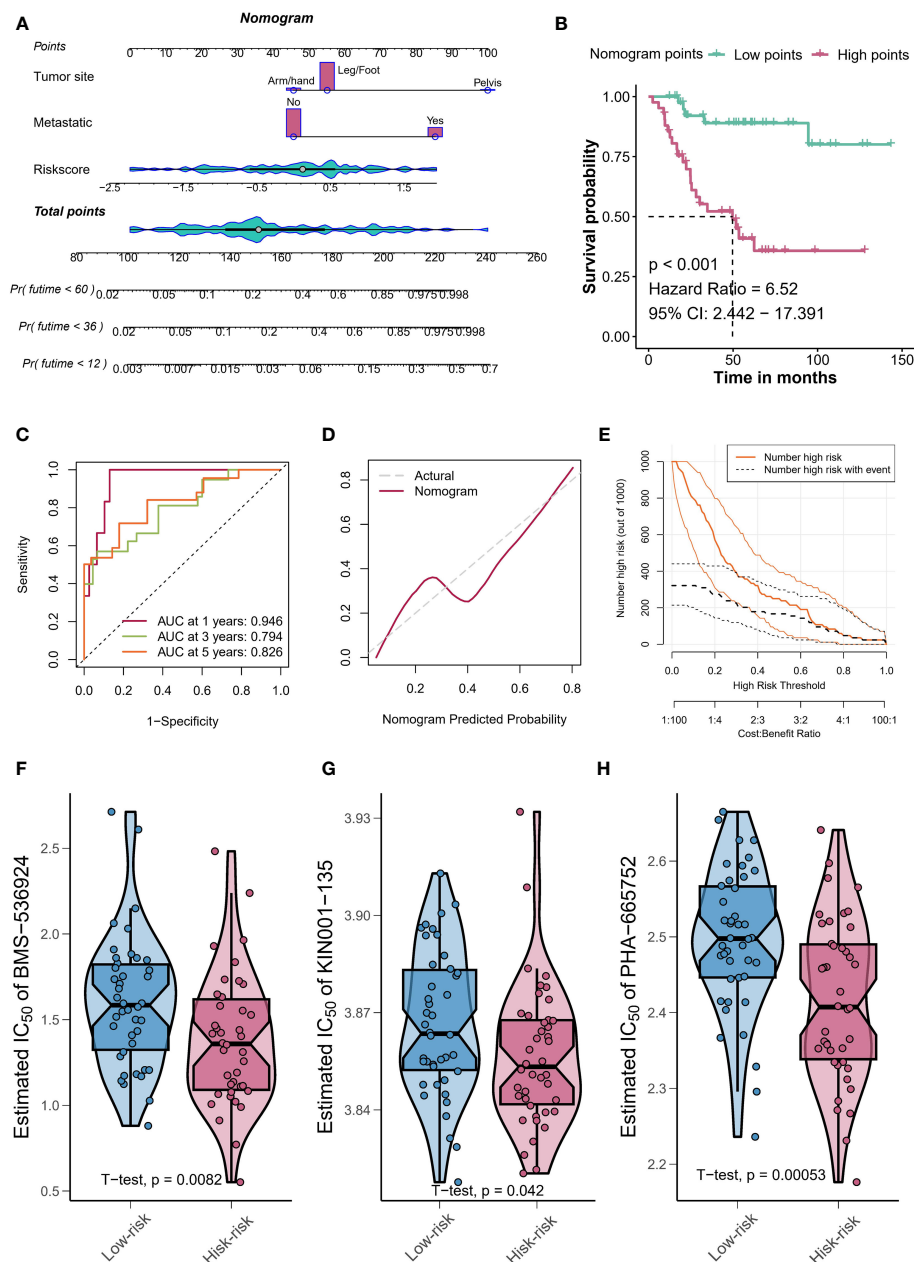 A
Nomogram
Points
0 10 20 30 40 50 60 70 80 90 100
Tumor site
Arm/hand
Leg/Foot
Pelvis
Metastatic
No
Yes
Riskscore
−2.5 −1.5 −0.5 0.5 1.5
Total points
80 100 120 140 160 180 200 220 240 260
Pr( futime < 60 )
0.02 0.05 0.1 0.2 0.4 0.6 0.85 0.975 0.998
Pr( futime < 36 )
0.02 0.05 0.1 0.2 0.4 0.6 0.85 0.975 0.998
Pr( futime < 12 )
0.003 0.007 0.015 0.03 0.06 0.15 0.3 0.5 0.7
B
Nomogram points Low points High points
Survival probability
1.00
0.75
0.50
0.25
0.00
p < 0.001
Hazard Ratio = 6.52
95% CI: 2.442 − 17.391
0 50 100 150
Time in months
C
Sensitivity
1.0
0.8
0.6
0.4
0.2
0.0
AUC at 1 years: 0.946
AUC at 3 years: 0.794
AUC at 5 years: 0.826
0.0 0.2 0.4 0.6 0.8 1.0
1−Specificity
D
Actural
Nomogram
0.8
0.6
0.4
0.2
0.0
0.2 0.4 0.6 0.8
Nomogram Predicted Probability
E
Number high risk
Number high risk with event
Number high risk (out of 1000)
1000
800
600
400
200
0
0.0 0.2 0.4 0.6 0.8 1.0
High Risk Threshold
1:100 1:4 2:3 3:2 4:1 100:1
Cost:Benefit Ratio
F
Estimated IC50 of BMS−536924
2.5
2.0
1.5
1.0
0.5
T−test, p = 0.0082
Low−risk
Hisk−risk
G
Estimated IC50 of KIN001−135
3.93
3.90
3.87
3.84
T−test, p = 0.042
Low−risk
Hisk−risk
H
Estimated IC50 of PHA−665752
2.6
2.5
2.4
2.3
2.2
T−test, p = 0.00053
Low−risk
Hisk−risk